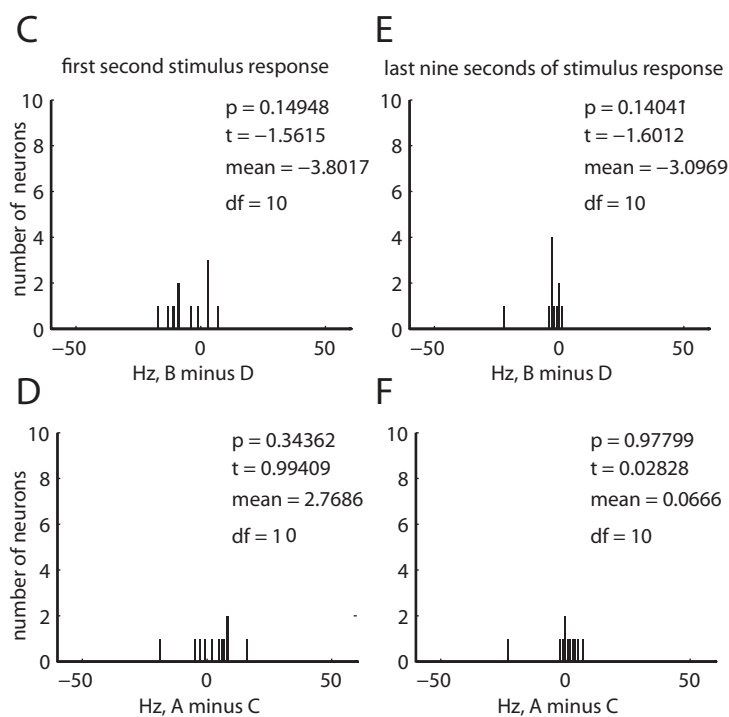 C
first second stimulus response
10
8
6
4
2
0
number of neurons
p = 0.14948
t = −1.5615
mean = −3.8017
df = 10
−50
0
50
Hz, B minus D
E
last nine seconds of stimulus response
10
8
6
4
2
0
p = 0.14041
t = −1.6012
mean = −3.0969
df = 10
−50
0
50
Hz, B minus D
D
10
8
6
4
2
0
number of neurons
p = 0.34362
t = 0.99409
mean = 2.7686
df = 1 0
−50
0
50
Hz, A minus C
F
10
8
6
4
2
0
p = 0.97799
t = 0.02828
mean = 0.0666
df = 10
−50
0
50
Hz, A minus C